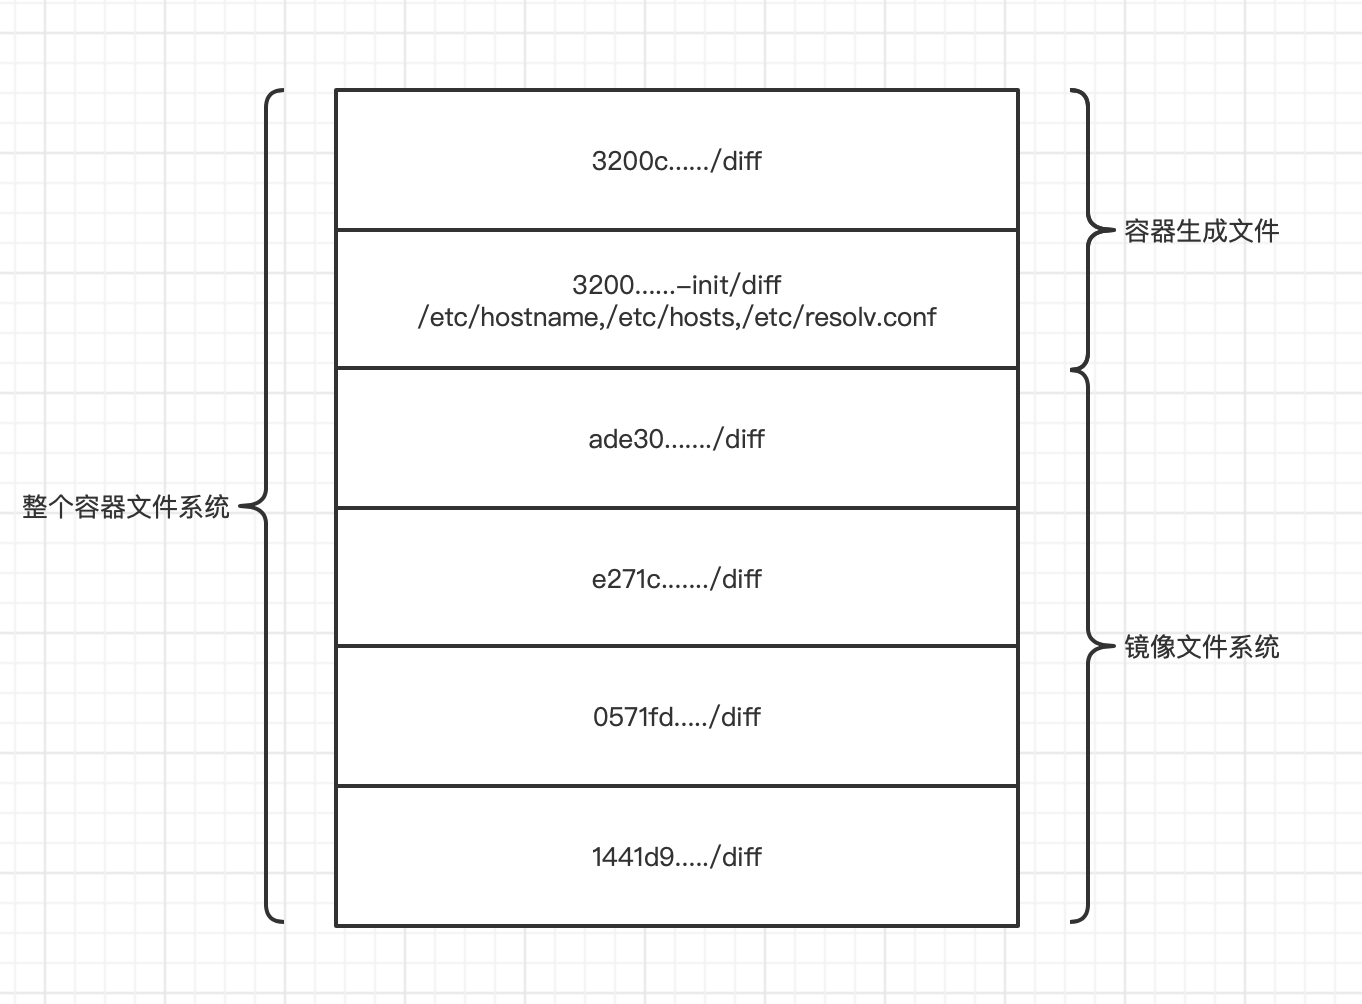 3200c....../diff
容器生成文件
3200......-init/diff
/etc/hostname,/etc/hosts,/etc/resolv.conf
ade30......./diff
整个容器文件系统
e271c......./diff
镜像文件系统
0571fd...../diff
1441d9...../diff